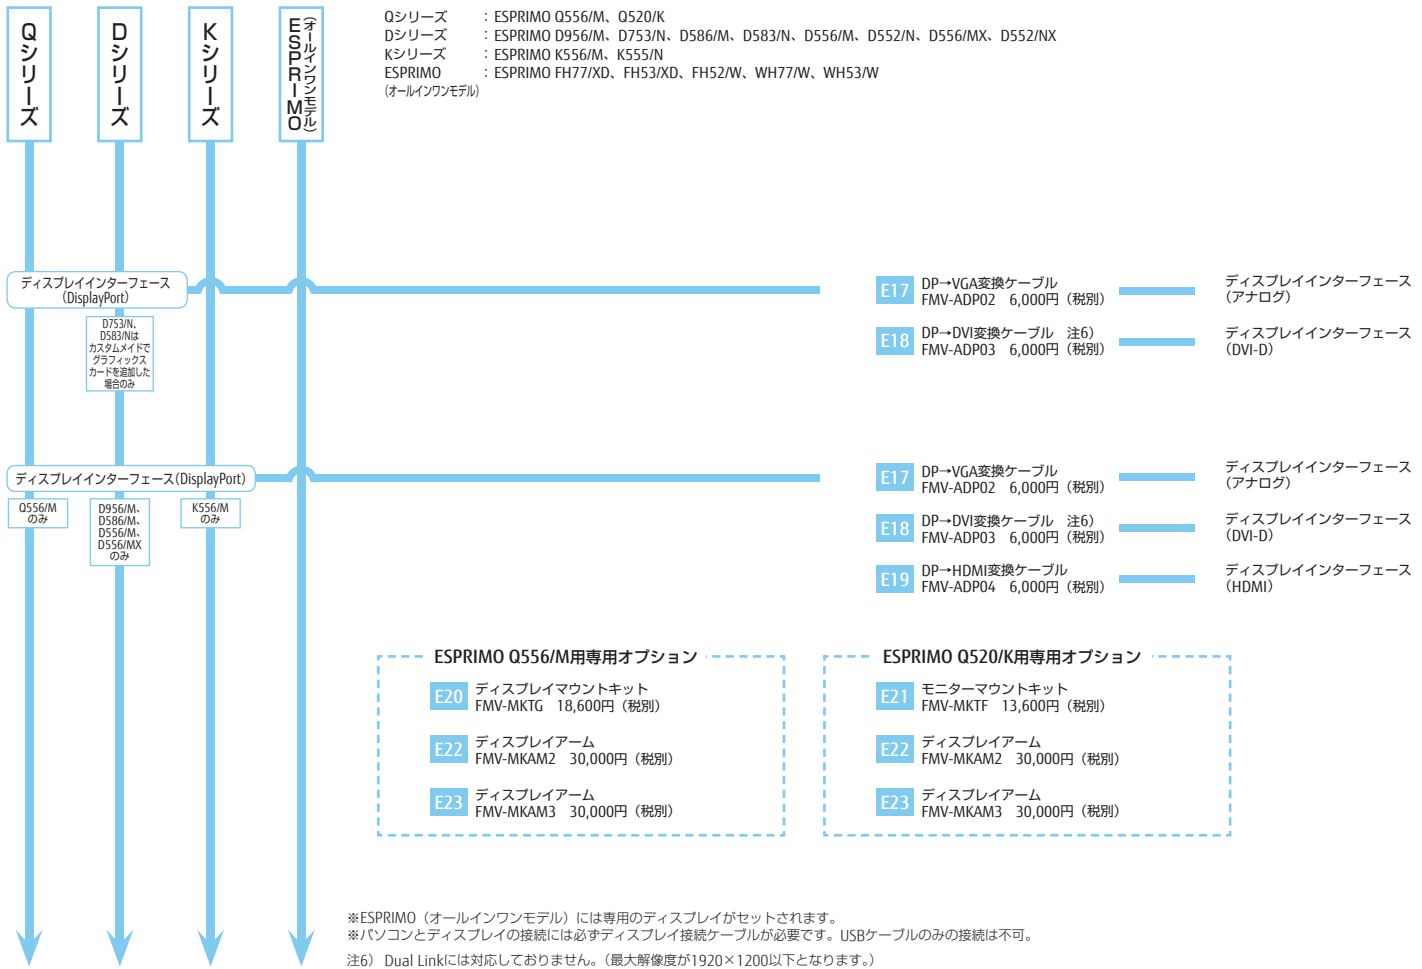 Qシリーズ
Dシリーズ
Kシリーズ
ESPRIMO
（オールインワンモデル）
Qシリーズ ：ESPRIMO Q556/M、Q520/K
Dシリーズ ：ESPRIMO D956/M、D753/N、D586/M、D583/N、D556/M、D552/N、D556/MX、D552/NX
Kシリーズ ：ESPRIMO K556/M、K555/N
ESPRIMO ：ESPRIMO FH77/XD、FH53/XD、FH52/W、WH77/W、WH53/W
(オールインワンモデル)
ディスプレイインターフェース
（DisplayPort）
D753/N、
D583/Nは
カスタムメイドで
グラフィックス
カードを追加した
場合のみ
E17 DP→VGA変換ケーブル
FMV-ADP02 6,000円（税別）
ディスプレイインターフェース
（アナログ）
E18 DP→DVI変換ケーブル 注6）
FMV-ADP03 6,000円（税別）
ディスプレイインターフェース
（DVI-D）
ディスプレイインターフェース（DisplayPort）
Q556/M
のみ
D956/M、
D586/M、
D556/M、
D556/MX
のみ
K556/M
のみ
E17 DP→VGA変換ケーブル
FMV-ADP02 6,000円（税別）
ディスプレイインターフェース
（アナログ）
E18 DP→DVI変換ケーブル 注6）
FMV-ADP03 6,000円（税別）
ディスプレイインターフェース
（DVI-D）
E19 DP→HDMI変換ケーブル
FMV-ADP04 6,000円（税別）
ディスプレイインターフェース
（HDMI）
ESPRIMO Q556/M用専用オプション
E20 ディスプレイマウントキット
FMV-MKTG 18,600円（税別）
E22 ディスプレイアーム
FMV-MKAM2 30,000円（税別）
E23 ディスプレイアーム
FMV-MKAM3 30,000円（税別）
ESPRIMO Q520/K用専用オプション
E21 モニターマウントキット
FMV-MKTF 13,600円（税別）
E22 ディスプレイアーム
FMV-MKAM2 30,000円（税別）
E23 ディスプレイアーム
FMV-MKAM3 30,000円（税別）
※ESPRIMO（オールインワンモデル）には専用のディスプレイがセットされます。
※パソコンとディスプレイの接続には必ずディスプレイ接続ケーブルが必要です。USBケーブルのみの接続は不可。
注6） Dual Linkには対応しておりません。（最大解像度が1920×1200以下となります。）